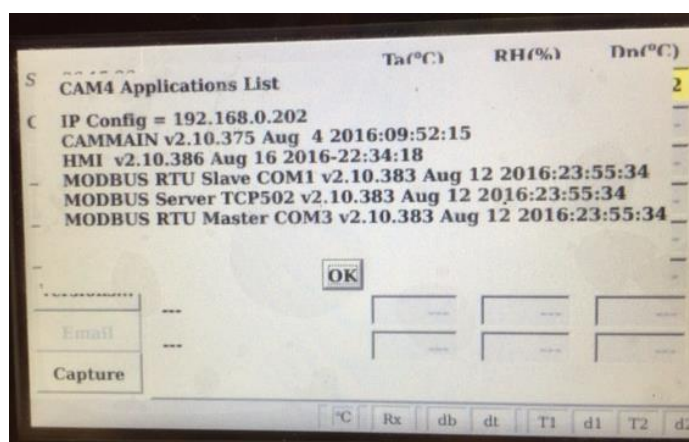 Ta(°C) RH(%) Dn(°C)
S
CAM4 Applications List
2
C IP Config = 192.168.0.202
CAMMAIN v2.10.375 Aug 4 2016:09:52:15
HMI v2.10.386 Aug 16 2016-22:34:18
MODBUS RTU Slave COM1 v2.10.383 Aug 12 2016:23:55:34
MODBUS Server TCP502 v2.10.383 Aug 12 2016:23:55:34
MODBUS RTU Master COM3 v2.10.383 Aug 12 2016:23:55:34
OK
--- --- --- ---
Email --- --- --- ---
Capture
°C Rx db dt T1 d1 T2